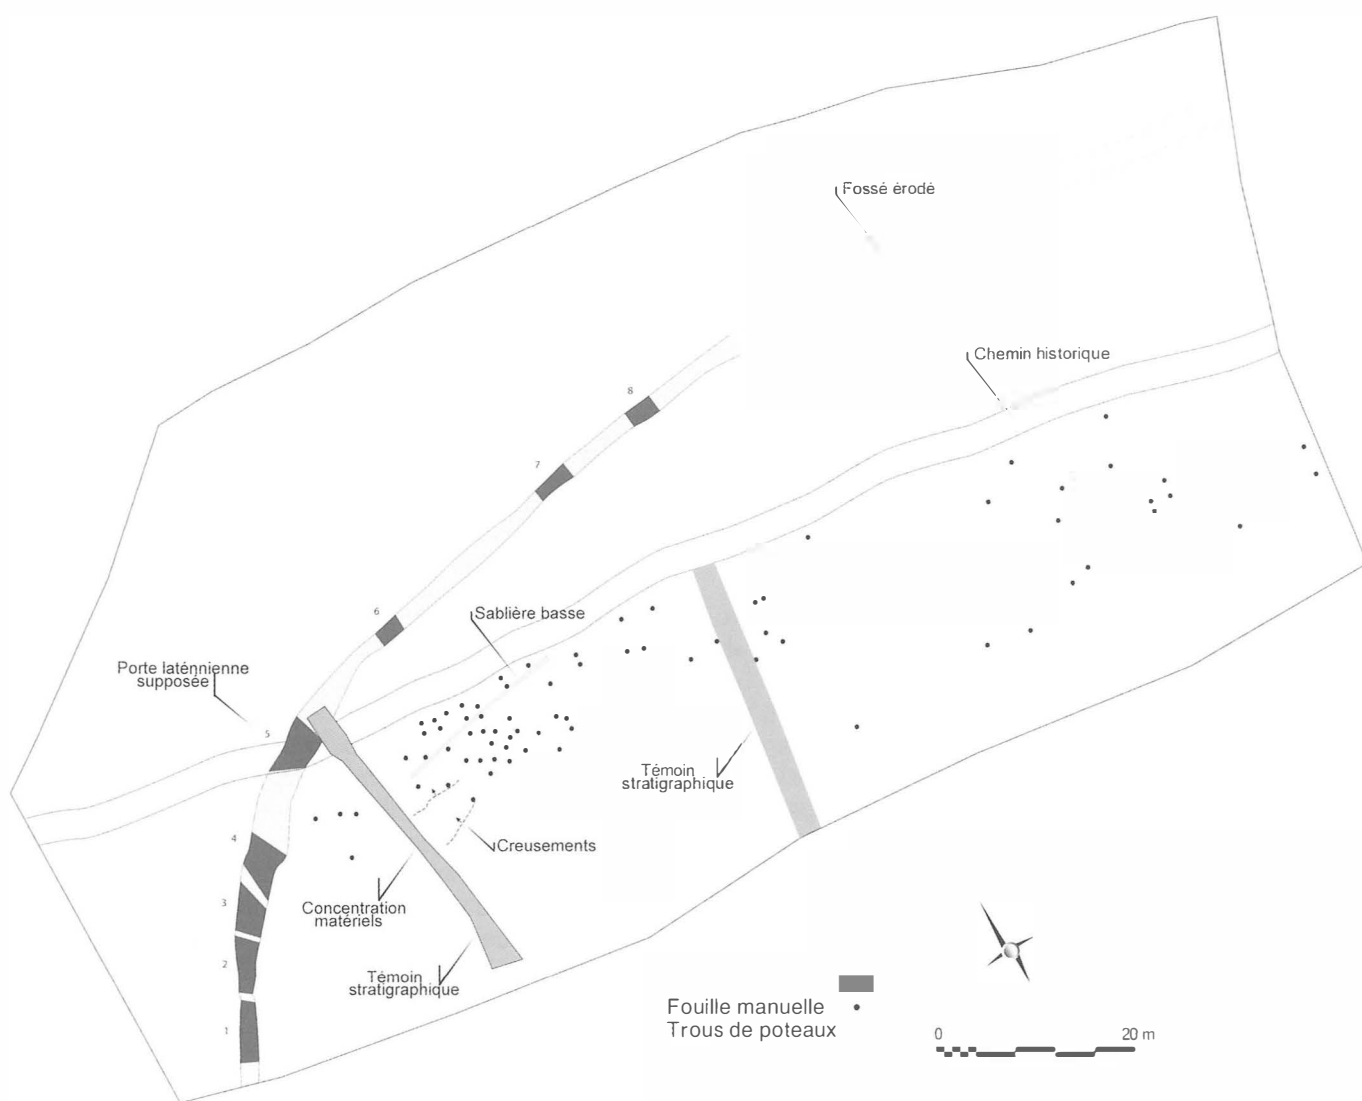 Fossé érodé
Chemin historique
8
7
6
Sablière basse
Porte laténnienne
supposée
5
Témoin
stratigraphique
4
Creusements
3
Concentration
matériels
2
Témoin
stratigraphique
1
Fouille manuelle
Trous de poteaux
0 20 m